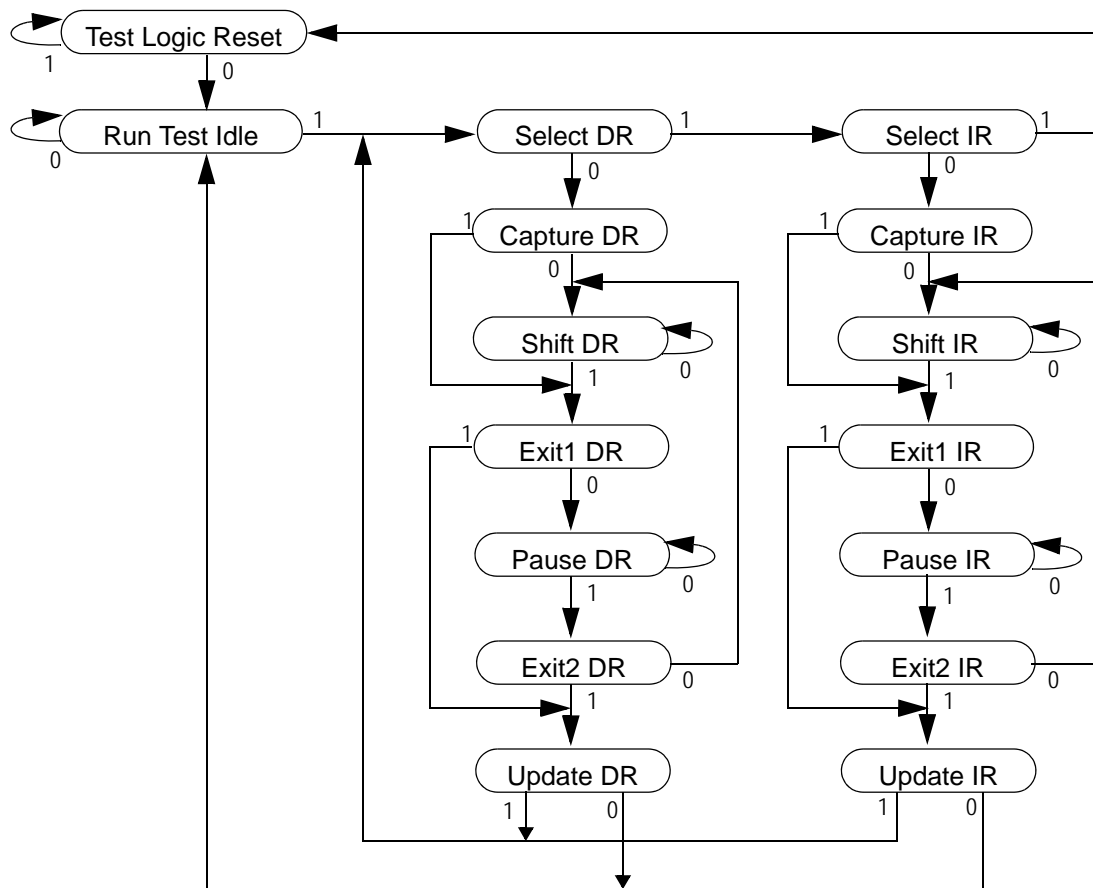 Test Logic Reset
1
0
Run Test Idle
1
Select DR
1
Select IR
1
0
0
0
1
Capture DR
1
Capture IR
0
0
Shift DR
0
Shift IR
0
1
1
1
Exit1 DR
1
Exit1 IR
0
0
Pause DR
0
Pause IR
0
1
1
Exit2 DR
0
Exit2 IR
0
1
1
Update DR
Update IR
1
0
1
0